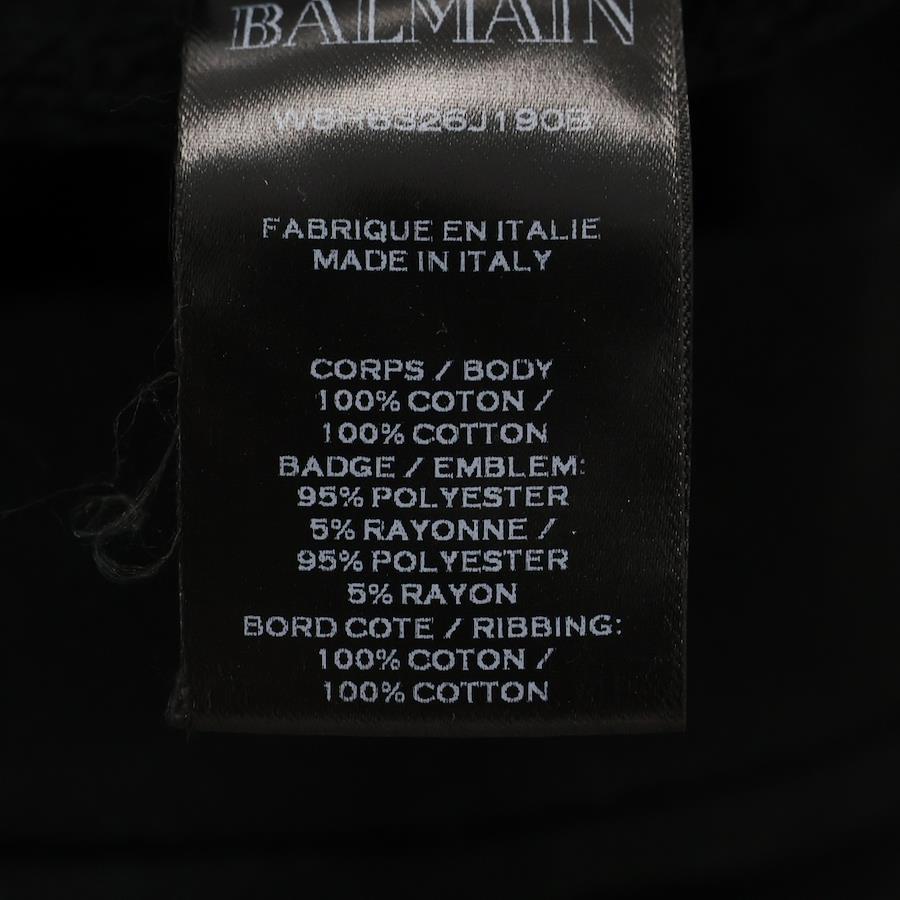 BALMAIN
W8H6326J190B
FABRIQUE EN ITALIE
MADE IN ITALY
CORPS / BODY
100% COTON /
100% COTTON
BADGE / EMBLEM:
95% POLYESTER
5% RAYONNE /
95% POLYESTER
5% RAYON
BORD COTE / RIBBING:
100% COTON /
100% COTTON